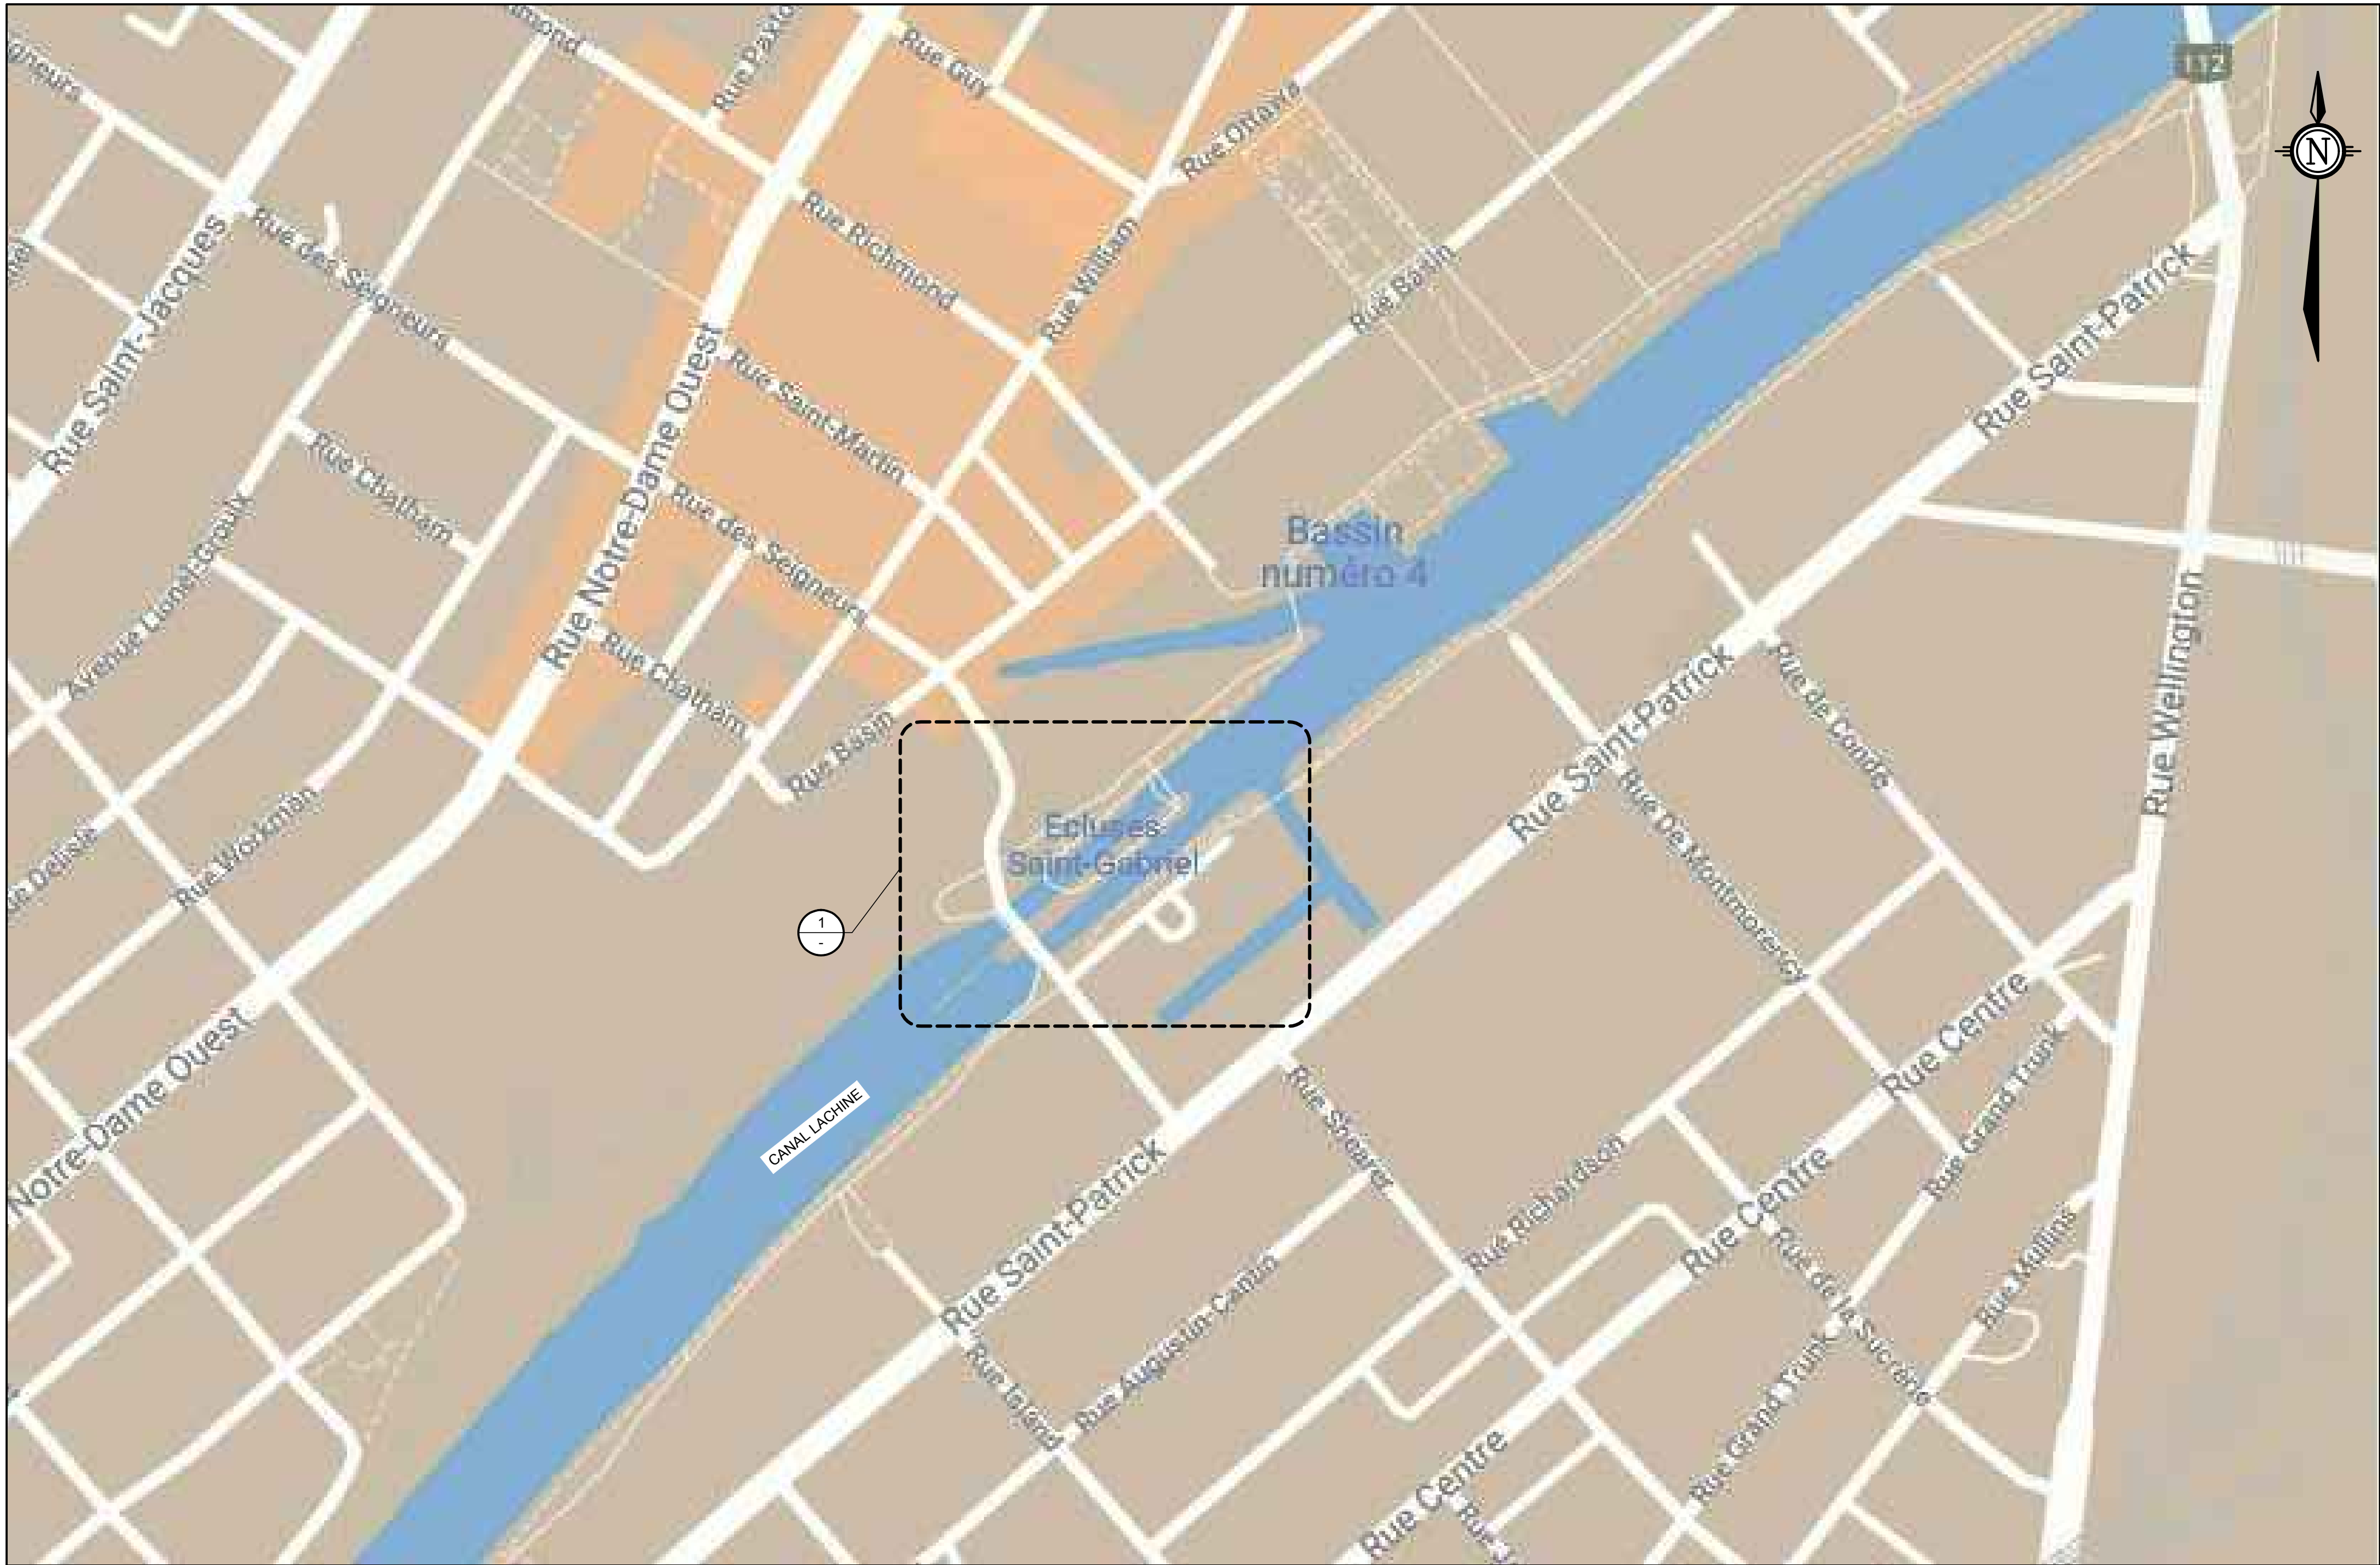 Rue Guy
112
Rue Ottawa
N
Rue Saint-Jacques
Rue des Seigneurs
Rue Richmond
Rue William
Rue Basin
Rue Saint-Patrick
Rue Notre-Dame Ouest
Rue Saint-Martin
Rue Chatham
Rue des Seigneurs
Bassin
numéro 4
Avenue Lionel-Groulx
Rue Chatham
Rue Basin
Rue Saint-Patrick
Rue de Condé
Rue Wellington
Rue Workman
Écluses
Saint-Gabriel
Rue De Montmorency
1
-
Notre-Dame Ouest
CANAL LACHINE
Rue Centre
Rue Grand Trunk
Rue Shearer
Rue Saint-Patrick
Rue Richardson
Rue Centre
Rue Augustin-Cantin
Rue de la Sucrerie
Rue Mullins
Rue Island
Rue Grand Trunk
Rue Centre